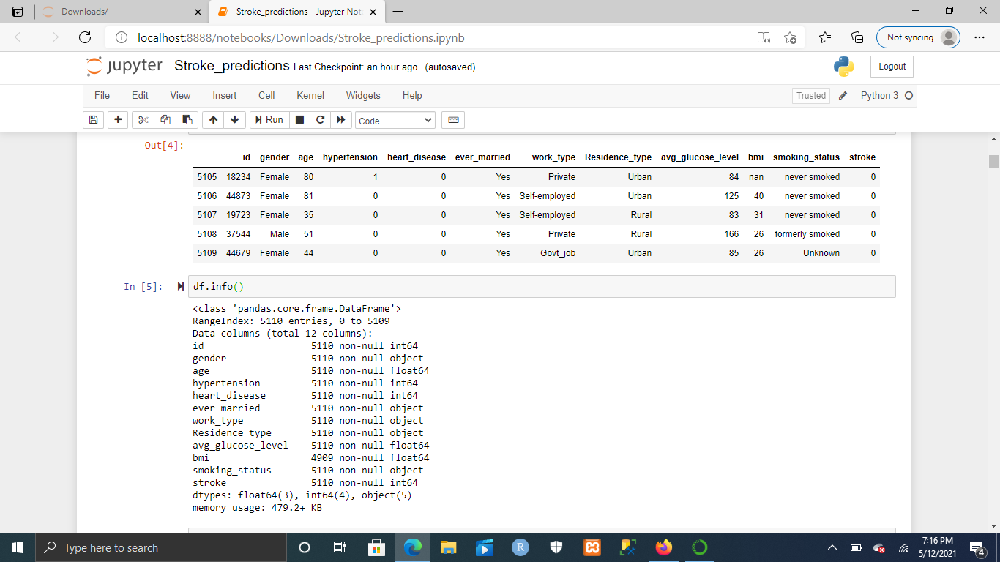 Downloads/
Stroke_predictions - Jupyter Not
localhost:8888/notebooks/Downloads/Stroke_predictions.ipynb
Not syncing
jupyter Stroke_predictions Last Checkpoint: an hour ago (autosaved)
Logout
File Edit View Insert Cell Kernel Widgets Help
Trusted
Python 3
Run
Code
Out[4]:
id gender age hypertension heart_disease ever_married work_type Residence_type avg_glucose_level bmi smoking_status stroke
5105 18234 Female 80 1 0 Yes Private Urban 84 nan never smoked 0
5106 44873 Female 81 0 0 Yes Self-employed Urban 125 40 never smoked 0
5107 19723 Female 35 0 0 Yes Self-employed Rural 83 31 never smoked 0
5108 37544 Male 51 0 0 Yes Private Rural 166 26 formerly smoked 0
5109 44679 Female 44 0 0 Yes Govt_job Urban 85 26 Unknown 0
In [5]: df.info()
<class 'pandas.core.frame.DataFrame'>
RangeIndex: 5110 entries, 0 to 5109
Data columns (total 12 columns):
id 5110 non-null int64
gender 5110 non-null object
age 5110 non-null float64
hypertension 5110 non-null int64
heart_disease 5110 non-null int64
ever_married 5110 non-null object
work_type 5110 non-null object
Residence_type 5110 non-null object
avg_glucose_level 5110 non-null float64
bmi 4909 non-null float64
smoking_status 5110 non-null object
stroke 5110 non-null int64
dtypes: float64(3), int64(4), object(5)
memory usage: 479.2+ KB
Type here to search
R
7:16 PM
5/12/2021
4